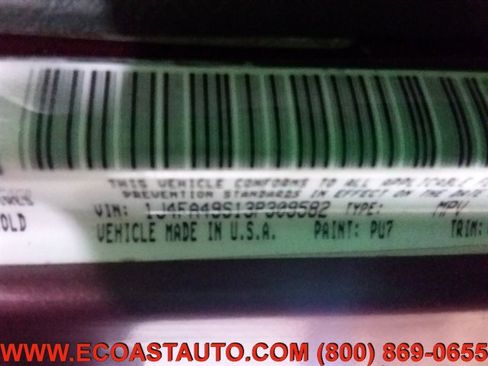 THIS VEHICLE CONFORMS TO ALL APPLICABLE
PREVENTION STANDARDS IN EFFECT ON THE DATE
VIN: 1J4FA49S13P309582 TYPE: MPV
OLD VEHICLE MADE IN U.S.A. PAINT: PU7 TRIM:
WWW.ECOASTAUTO.COM (800) 869-0655